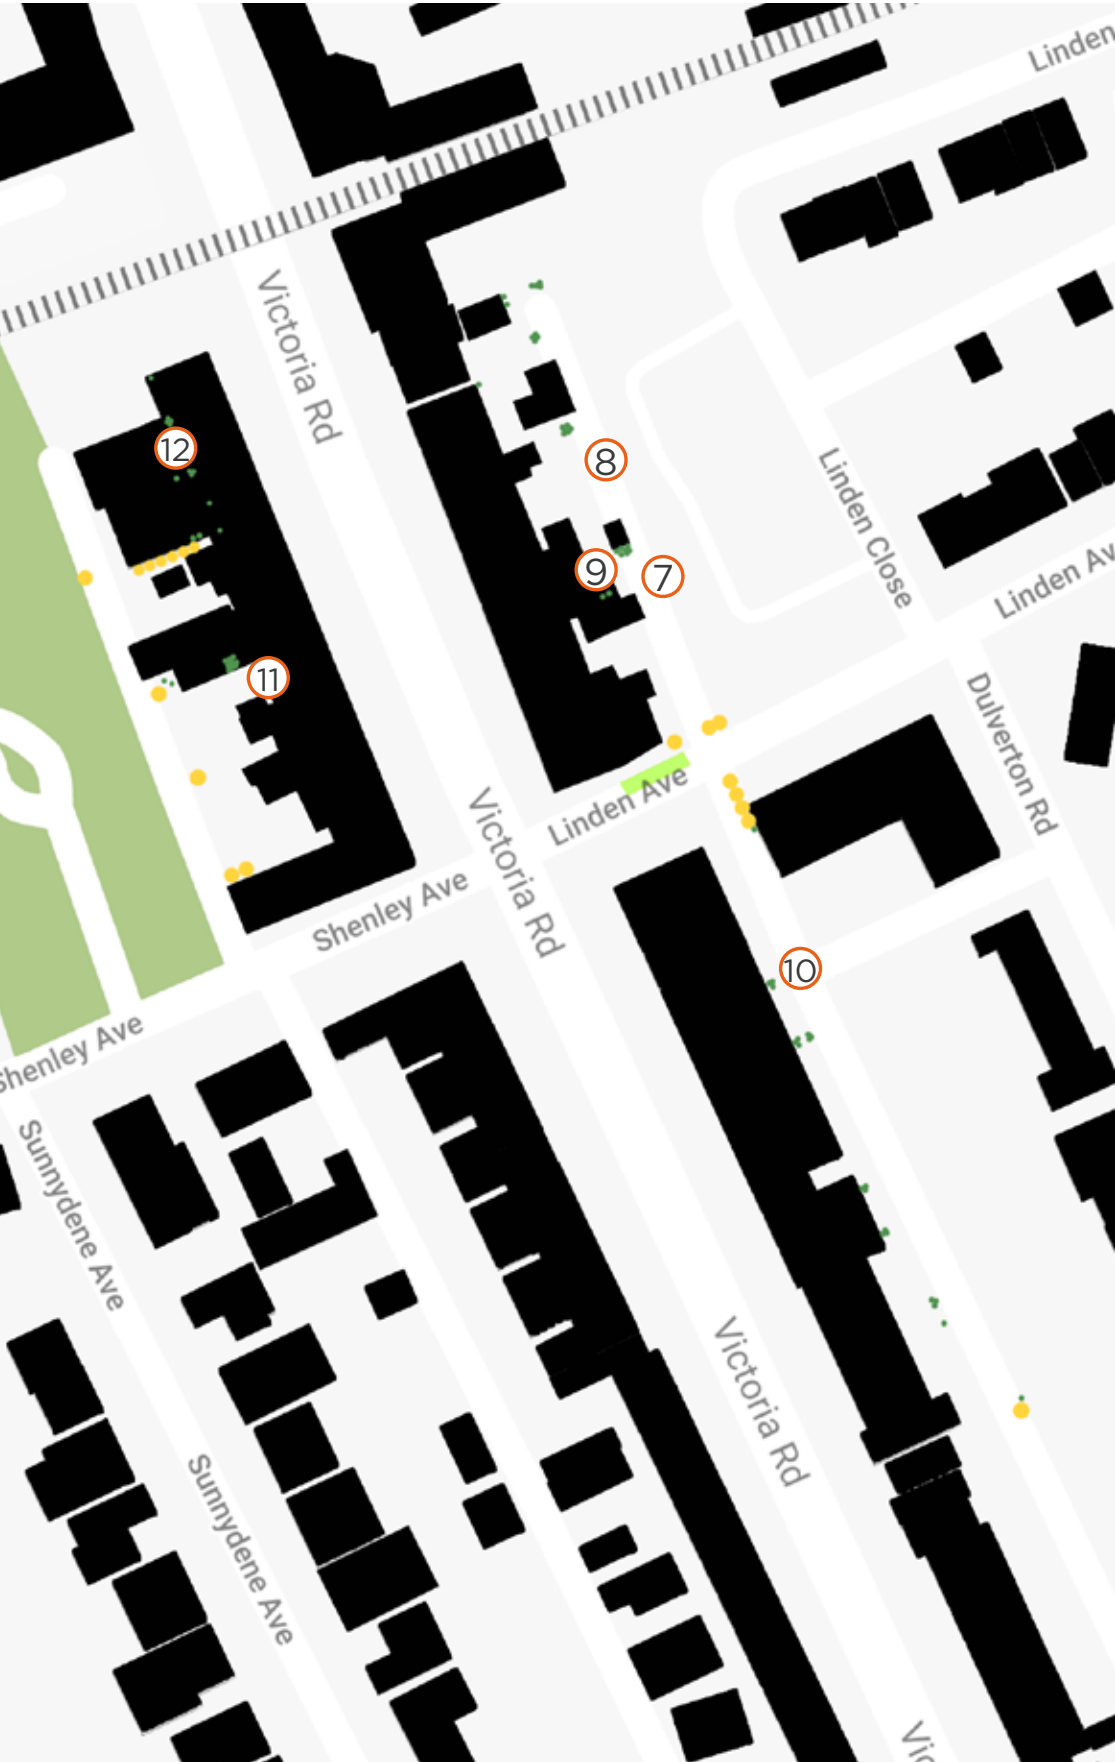 Linden
Victoria Rd
12
8
Linden Close
9
7
Linden Av
11
Dulverton Rd
Victoria Rd
Linden Ave
Shenley Ave
10
Shenley Ave
Sunnydene Ave
Victoria Rd
Sunnydene Ave
Vic